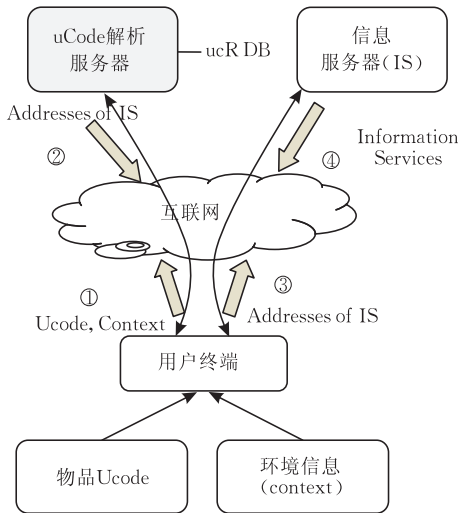 uCode解析
服务器
ucR DB
信息
服务器(IS)
Addresses of IS
②
Information
Services
④
互联网
①
Ucode, Context
③
Addresses of IS
用户终端
物品Ucode
环境信息
(context)